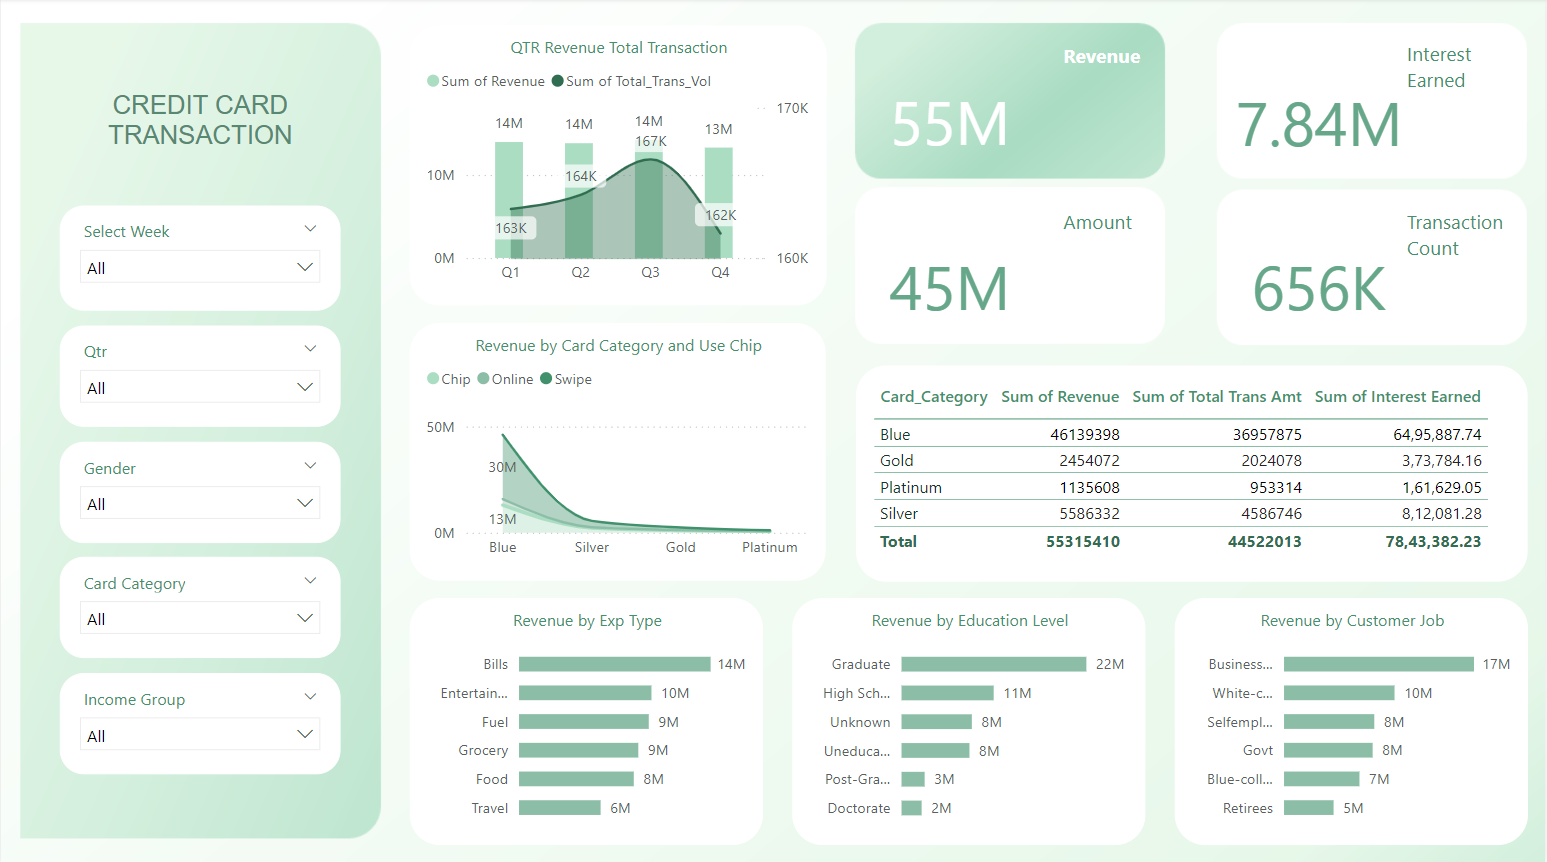 CREDIT CARD
TRANSACTION
Select Week
All
Qtr
All
Gender
All
Card Category
All
Income Group
All
QTR Revenue Total Transaction
Sum of Revenue Sum of Total_Trans_Vol
170K
14M 14M 14M 13M
167K
10M
164K
162K
163K
0M 160K
Q1 Q2 Q3 Q4
Revenue by Card Category and Use Chip
Chip Online Swipe
50M
30M
13M
0M
Blue Silver Gold Platinum
Revenue
55M
Interest
Earned
7.84M
Amount
45M
Transaction
Count
656K
Card_Category Sum of Revenue Sum of Total Trans Amt Sum of Interest Earned
Blue 46139398 36957875 64,95,887.74
Gold 2454072 2024078 3,73,784.16
Platinum 1135608 953314 1,61,629.05
Silver 5586332 4586746 8,12,081.28
Total 55315410 44522013 78,43,382.23
Revenue by Exp Type
Bills 14M
Entertain... 10M
Fuel 9M
Grocery 9M
Food 8M
Travel 6M
Revenue by Education Level
Graduate 22M
High Sch... 11M
Unknown 8M
Uneduca... 8M
Post-Gra... 3M
Doctorate 2M
Revenue by Customer Job
Business... 17M
White-c... 10M
Selfempl... 8M
Govt 8M
Blue-coll... 7M
Retirees 5M